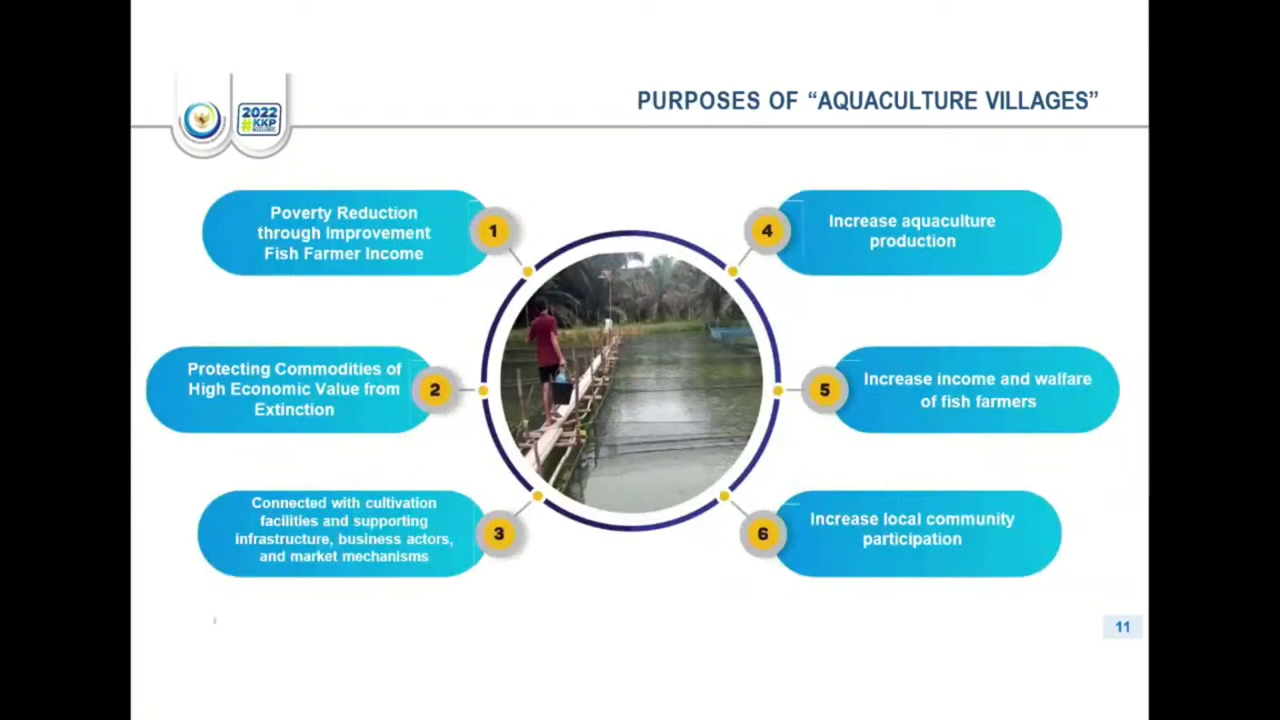 2022
#KKP
PURPOSES OF “AQUACULTURE VILLAGES”
1
Poverty Reduction
through Improvement
Fish Farmer Income
2
Protecting Commodities of
High Economic Value from
Extinction
3
Connected with cultivation
facilities and supporting
infrastructure, business actors,
and market mechanisms
4
Increase aquaculture
production
5
Increase income and walfare
of fish farmers
6
Increase local community
participation
11